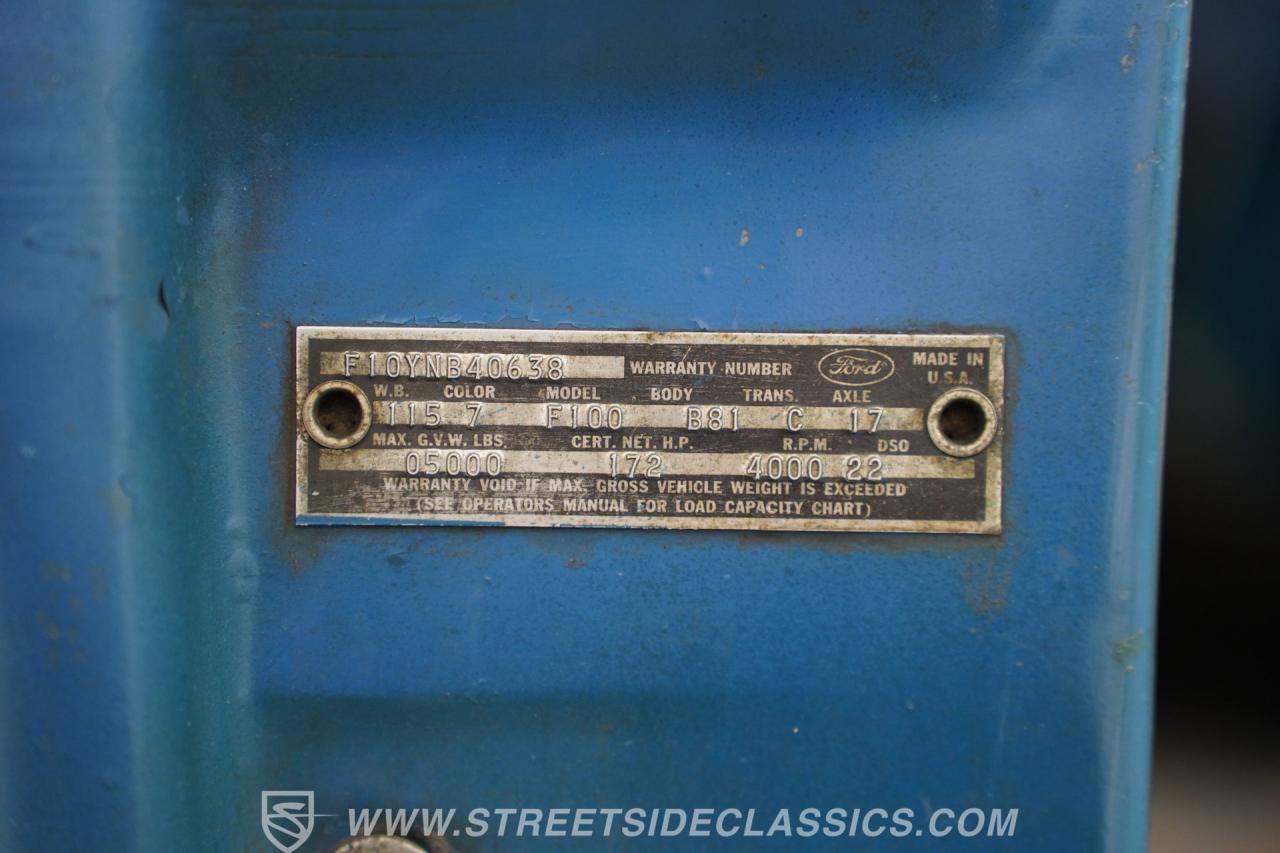 F10YNB40638 WARRANTY NUMBER Ford MADE IN U.S.A.
W.B. COLOR MODEL BODY TRANS. AXLE
115 7 F100 B81 C 17
MAX. G.V.W. LBS. CERT. NET. H.P. R.P.M. DSO
05000 172 4000 22
WARRANTY VOID IF MAX. GROSS VEHICLE WEIGHT IS EXCEEDED
(SEE OPERATORS MANUAL FOR LOAD CAPACITY CHART)
WWW.STREETSIDECLASSICS.COM